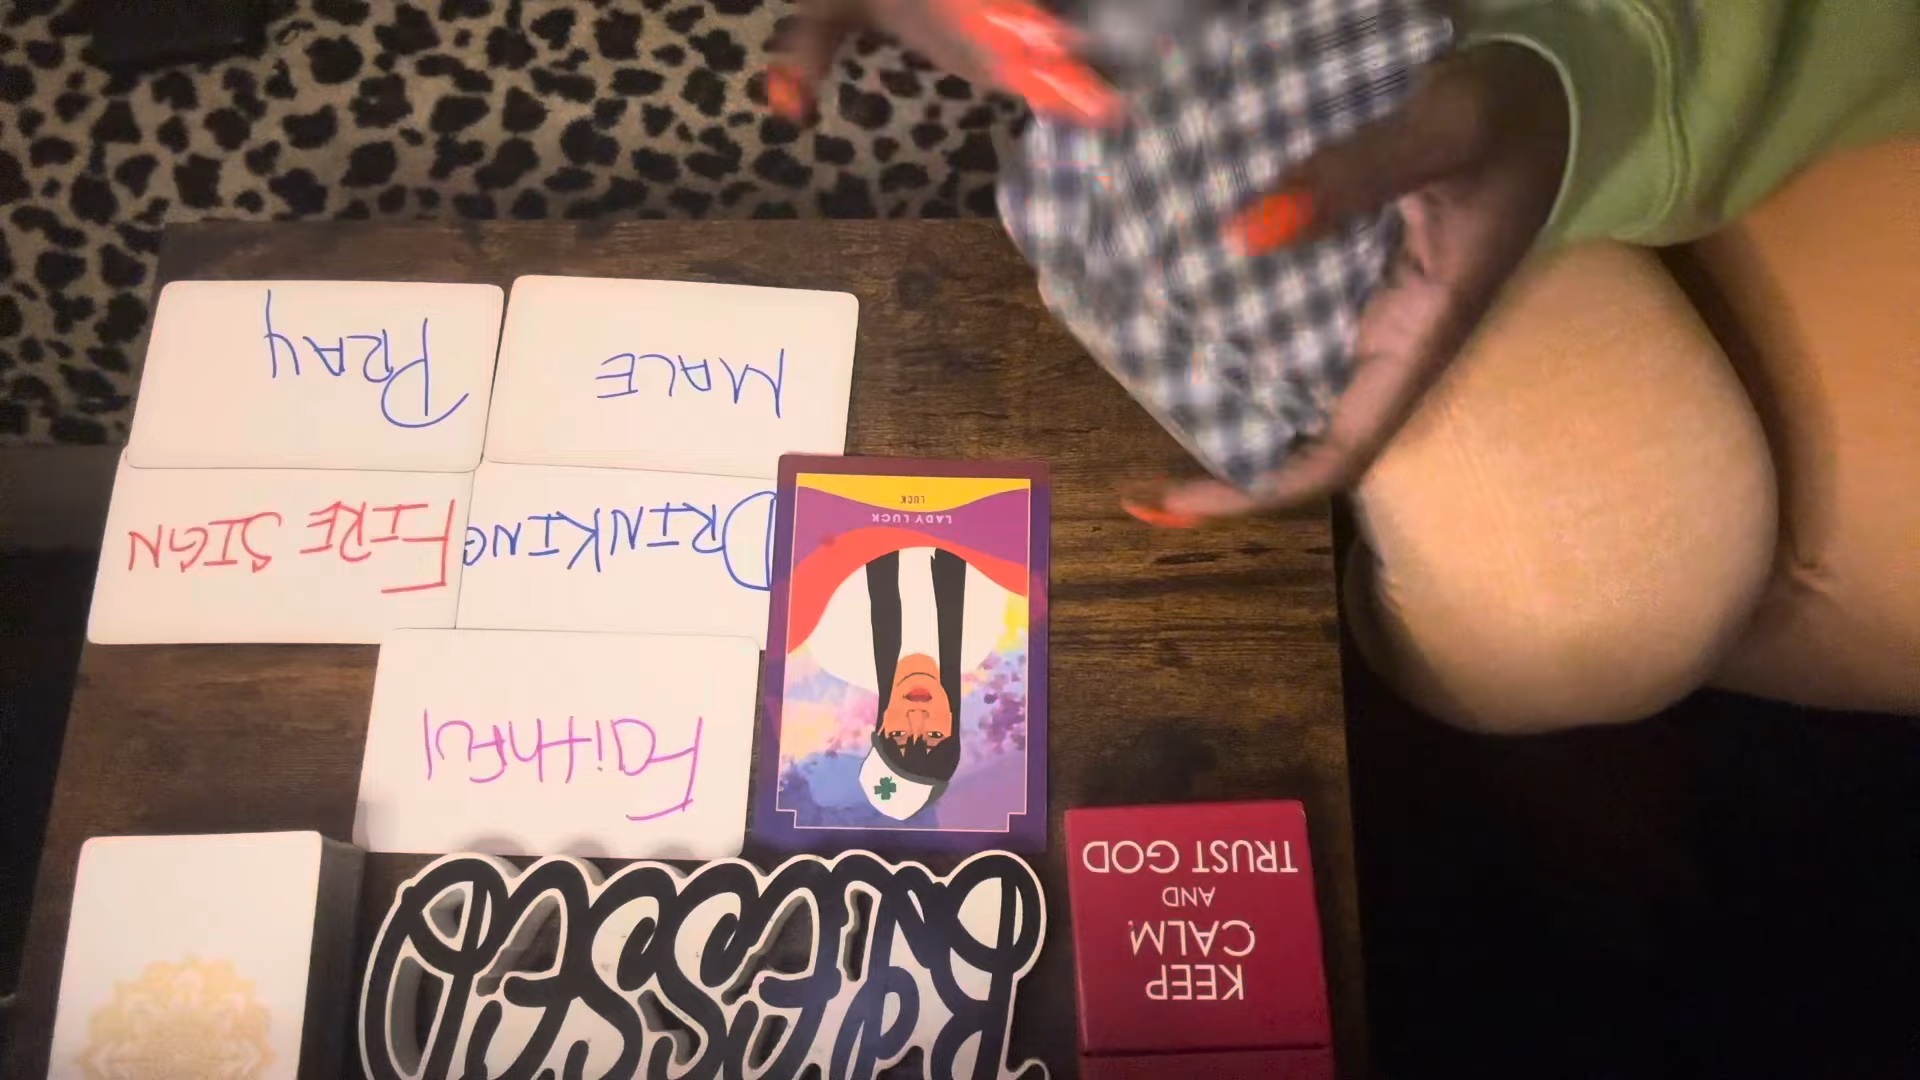 PRAY
MALE
FIRE SIGN
DRINKING
FaithFul
LADY LUCK
LUCK
BLESSED
KEEP
CALM
AND
TRUST GOD